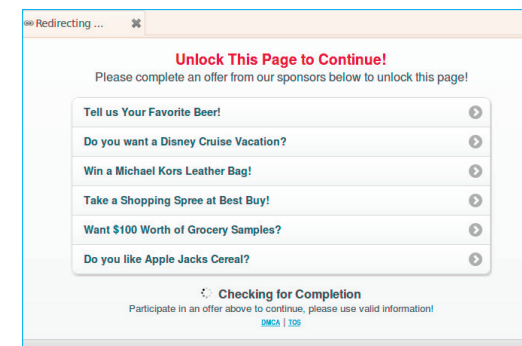 Redirecting ...
Unlock This Page to Continue!
Please complete an offer from our sponsors below to unlock this page!
Tell us Your Favorite Beer!
Do you want a Disney Cruise Vacation?
Win a Michael Kors Leather Bag!
Take a Shopping Spree at Best Buy!
Want $100 Worth of Grocery Samples?
Do you like Apple Jacks Cereal?
Checking for Completion
Participate in an offer above to continue, please use valid information!
DMCA | TOS